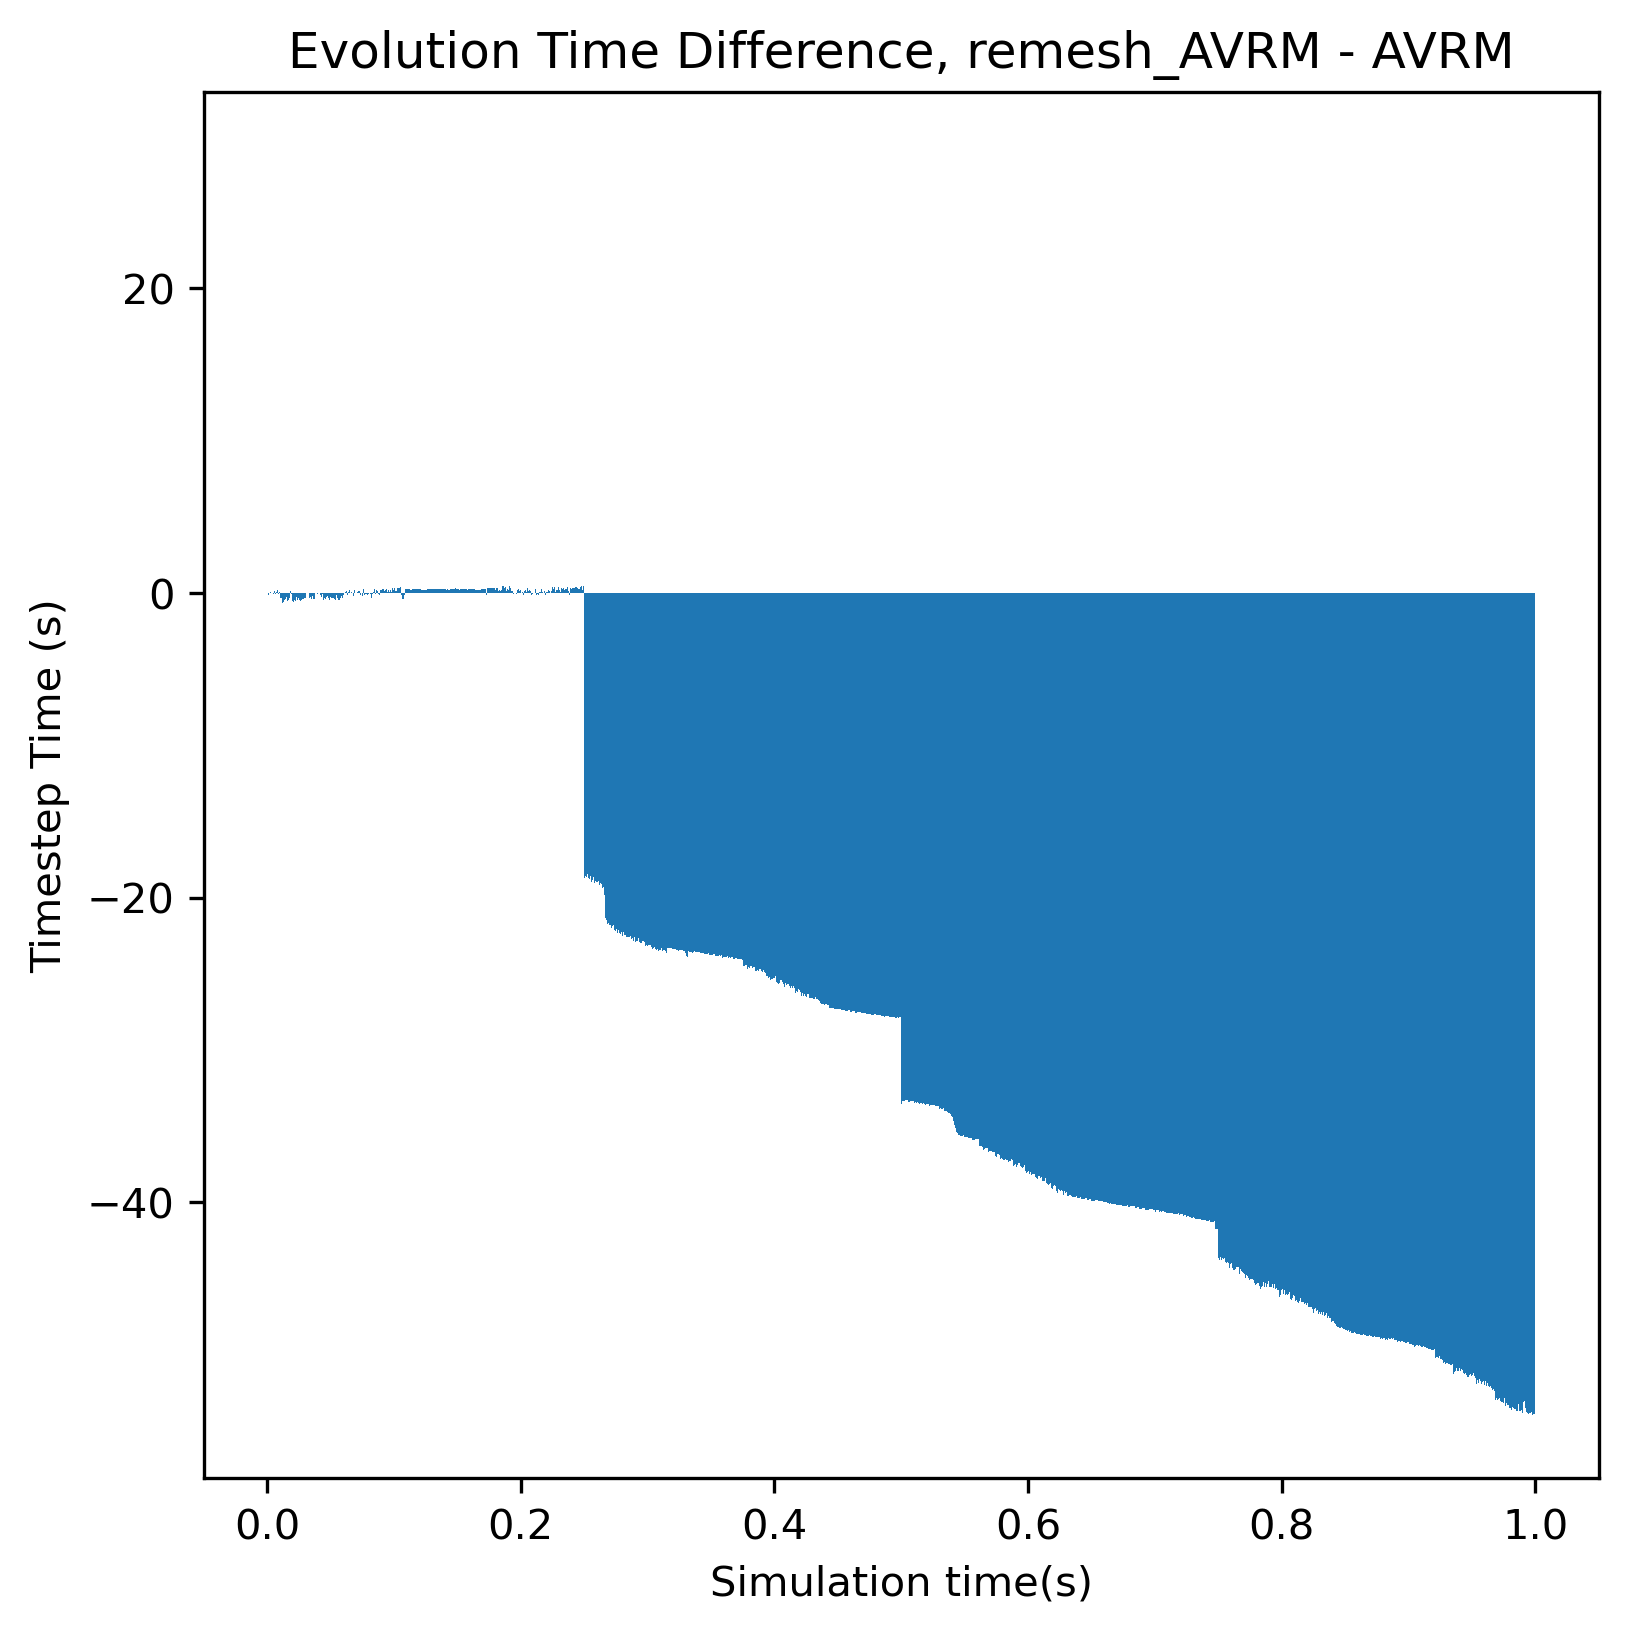 Evolution Time Difference, remesh_AVRM - AVRM
20
0
−20
−40
Timestep Time (s)
0.0 0.2 0.4 0.6 0.8 1.0
Simulation time(s)